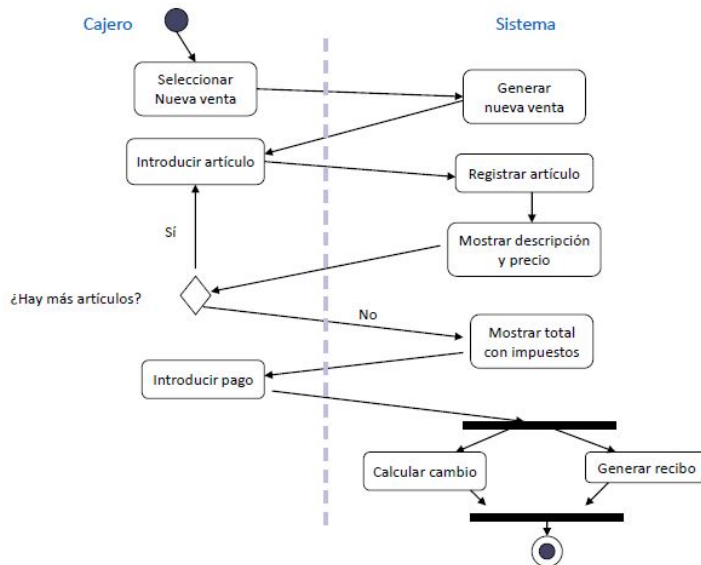 Cajero
Sistema
Seleccionar
Nueva venta
Generar
nueva venta
Introducir artículo
Registrar artículo
Sí
Mostrar descripción
y precio
¿Hay más artículos?
No
Mostrar total
con impuestos
Introducir pago
Calcular cambio
Generar recibo